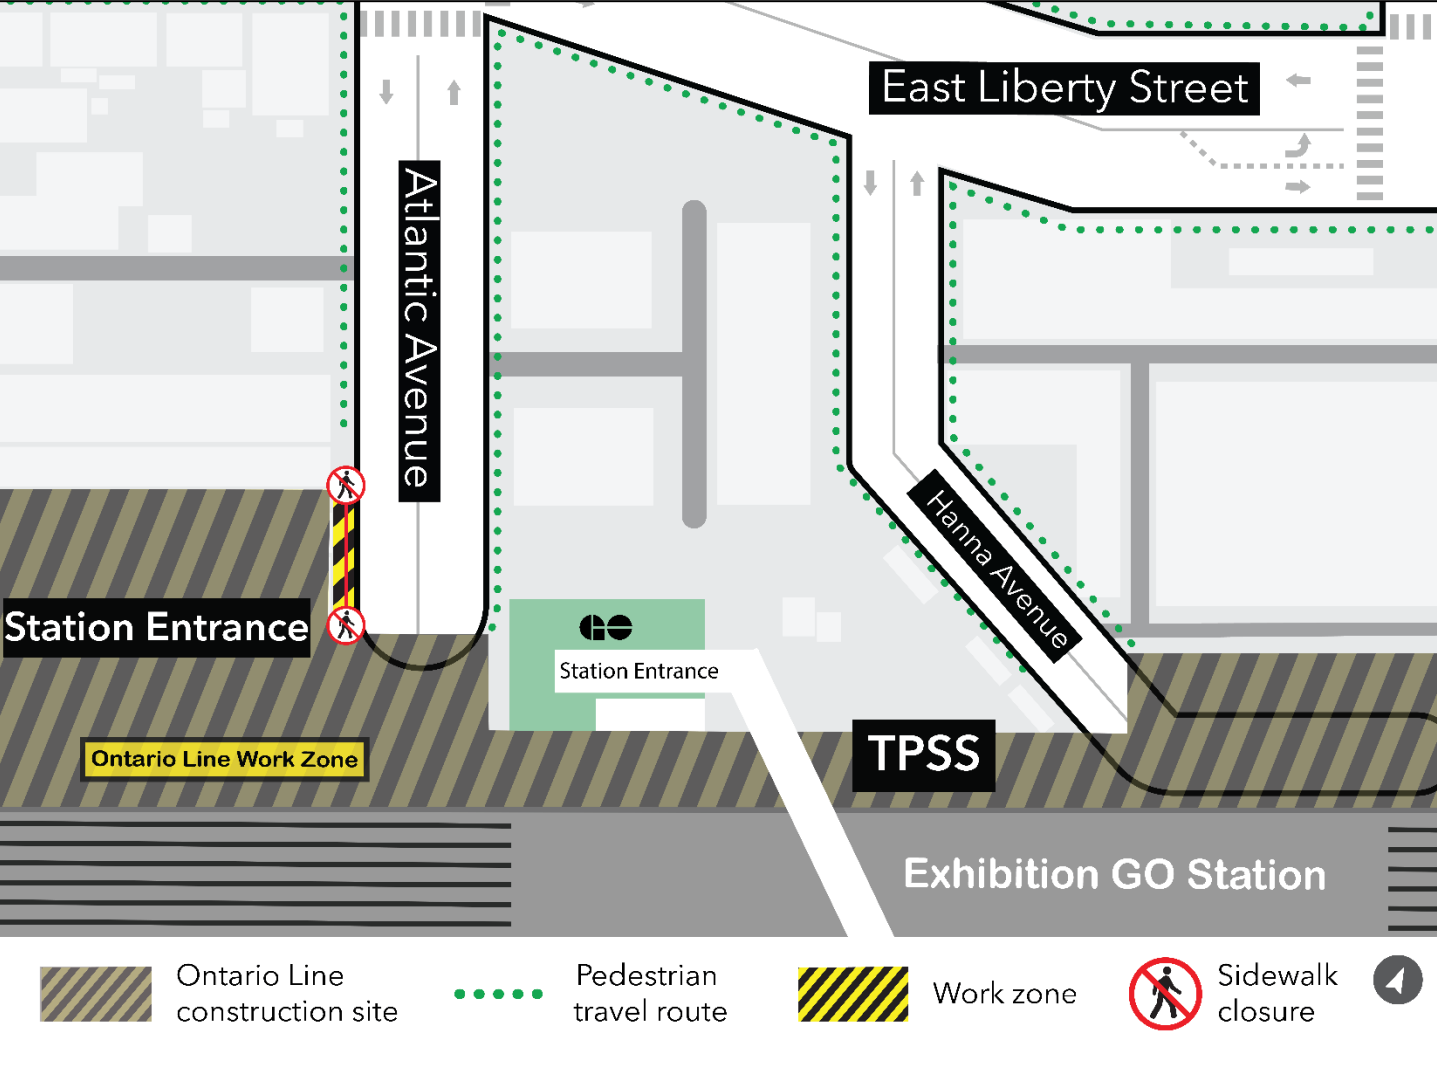 East Liberty Street
Atlantic Avenue
Hanna Avenue
Station Entrance
GO
Station Entrance
TPSS
Ontario Line Work Zone
Exhibition GO Station
Ontario Line
construction site
Pedestrian
travel route
Work zone
Sidewalk
closure